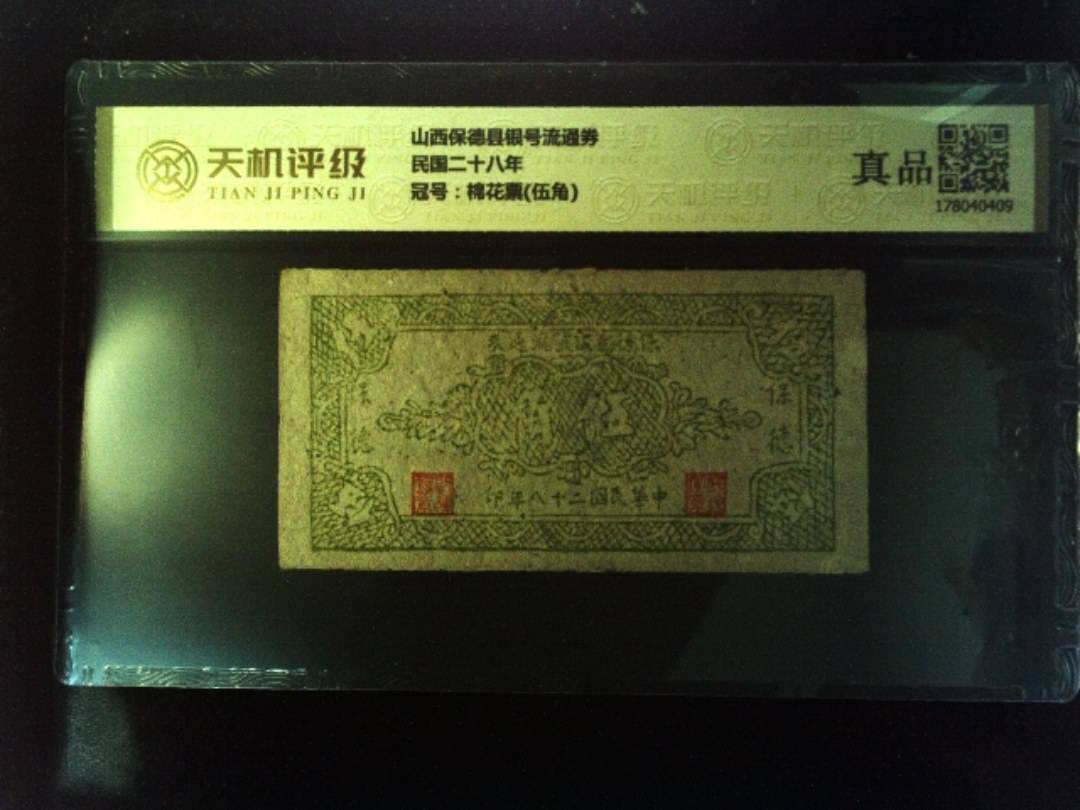 天机评级
TIAN JI PING JI
山西保德县银号流通券
民国二十八年
冠号：棉花票(伍角)
真品
178040409
伍角
保德
保德
中華民國二十八年印